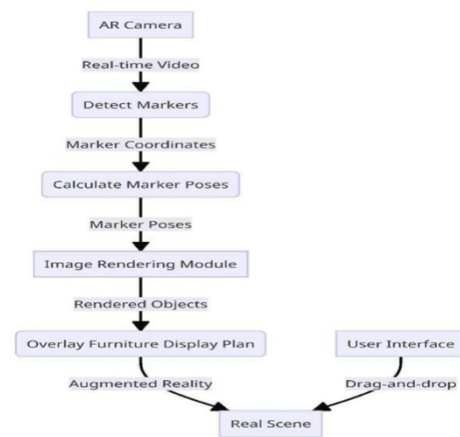 AR Camera
Real-time Video
Detect Markers
Marker Coordinates
Calculate Marker Poses
Marker Poses
Image Rendering Module
Rendered Objects
Overlay Furniture Display Plan
User Interface
Augmented Reality
Drag-and-drop
Real Scene